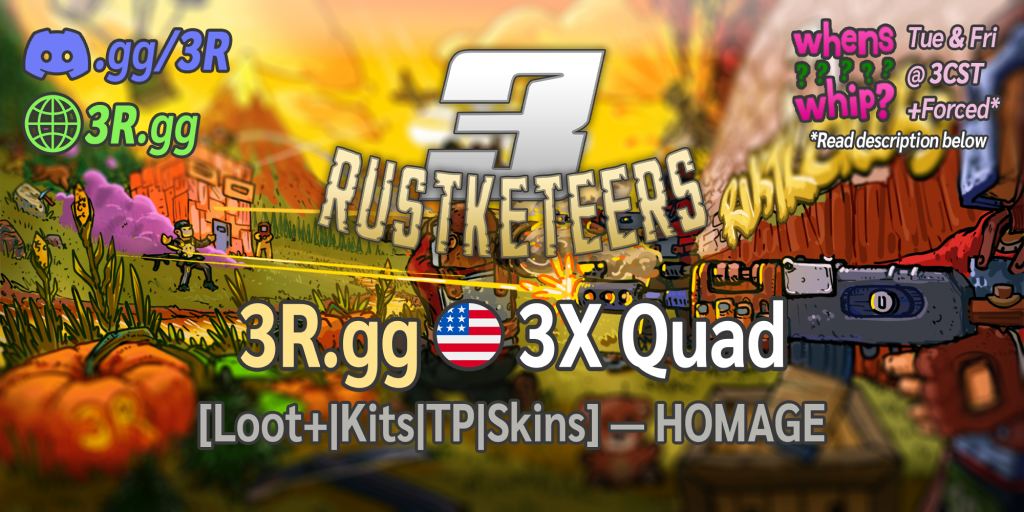 .gg/3R
3R.gg
whens
?????
whip?
Tue & Fri
@ 3CST
+Forced*
*Read description below
3
RUSTKETEERS
RUSTKETEERS
3R.gg 3X Quad
[Loot+|Kits|TP|Skins] — HOMAGE
3R